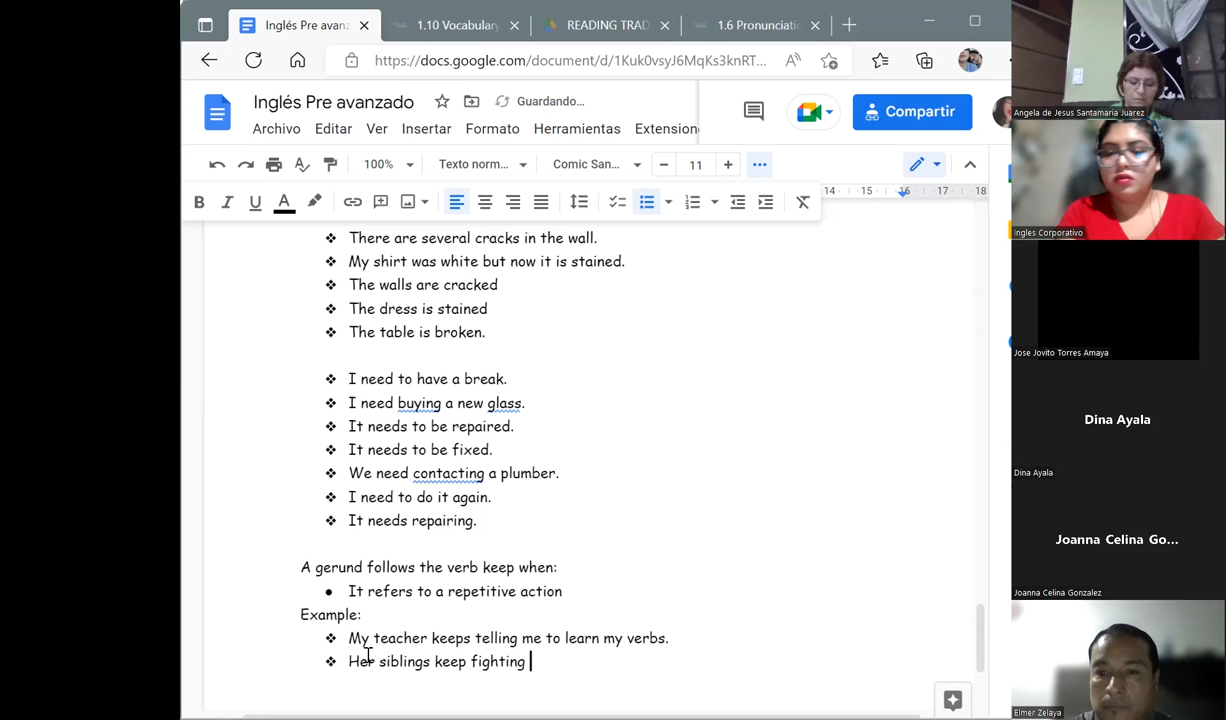 Inglés Pre avanz
1.10 Vocabulary
READING TRAD
1.6 Pronunciati
https://docs.google.com/document/d/1Kuk0vsyJ6MqKs3knRT...
Inglés Pre avanzado
Guardando...
Archivo Editar Ver Insertar Formato Herramientas Extension
Compartir
100% Texto norm... Comic San... 11
14 15 16 17 18
There are several cracks in the wall.
My shirt was white but now it is stained.
The walls are cracked
The dress is stained
The table is broken.
I need to have a break.
I need buying a new glass.
It needs to be repaired.
It needs to be fixed.
We need contacting a plumber.
I need to do it again.
It needs repairing.
A gerund follows the verb keep when:
It refers to a repetitive action
Example:
My teacher keeps telling me to learn my verbs.
Her siblings keep fighting
Angela de Jesus Santamaria Juarez
Ingles Corporativo
Jose Jovito Torres Amaya
Dina Ayala
Dina Ayala
Joanna Celina Go...
Joanna Celina Gonzalez
Elmer Zelaya